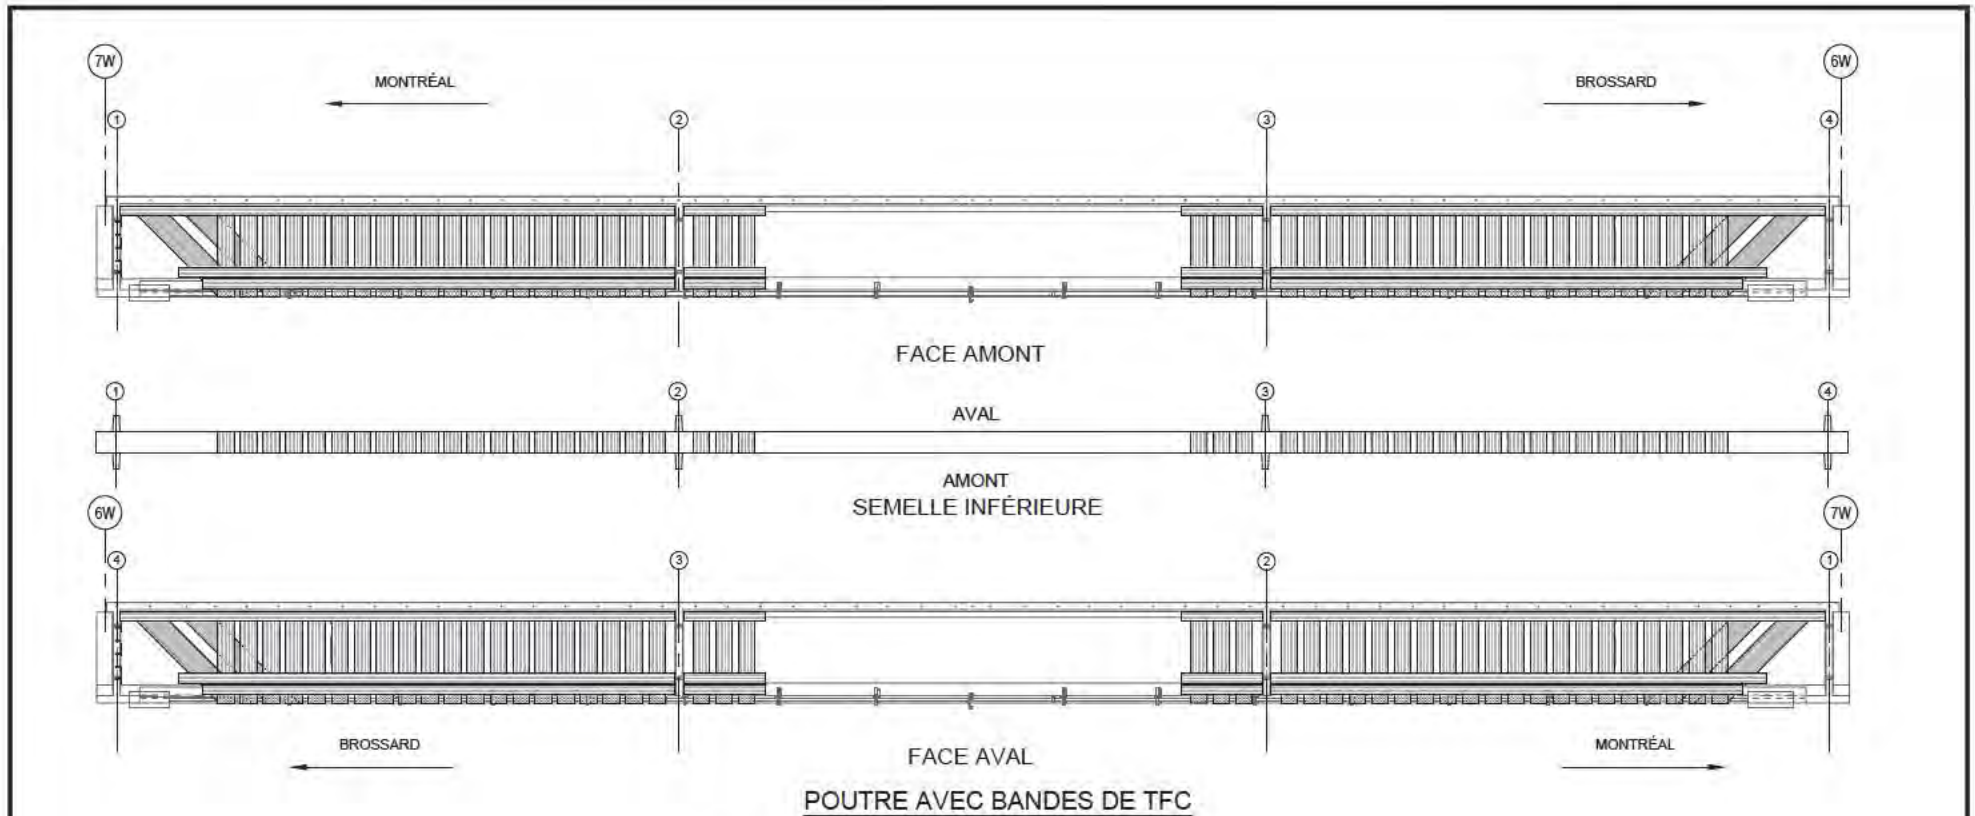 7W
6W
MONTRÉAL
BROSSARD
1
2
3
4
FACE AMONT
1
2
3
4
AVAL
AMONT
SEMELLE INFÉRIEURE
6W
7W
4
3
2
1
BROSSARD
MONTRÉAL
FACE AVAL
POUTRE AVEC BANDES DE TFC